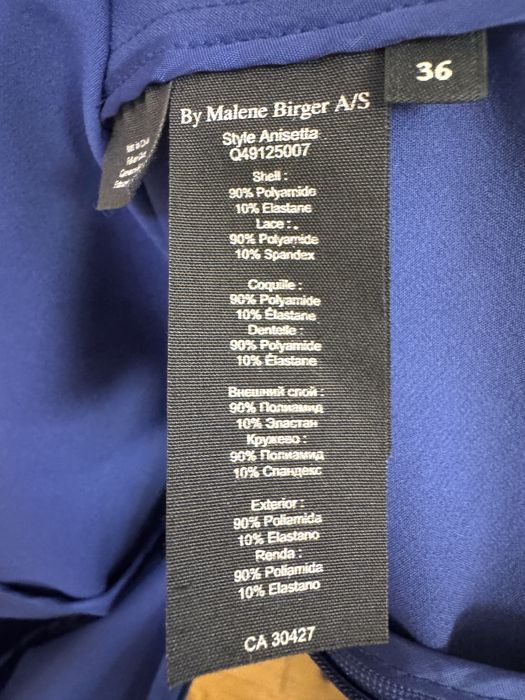 36
By Malene Birger A/S
Style Anisetta
Q49125007
Shell :
90% Polyamide
10% Elastane
Lace :
90% Polyamide
10% Spandex
Coquille :
90% Polyamide
10% Élastane
Dentelle :
90% Polyamide
10% Élastane
Внешний слой :
90% Полиамид
10% Эластан
Кружево :
90% Полиамид
10% Спандекс
Exterior :
90% Poliamida
10% Elastano
Renda :
90% Poliamida
10% Elastano
CA 30427